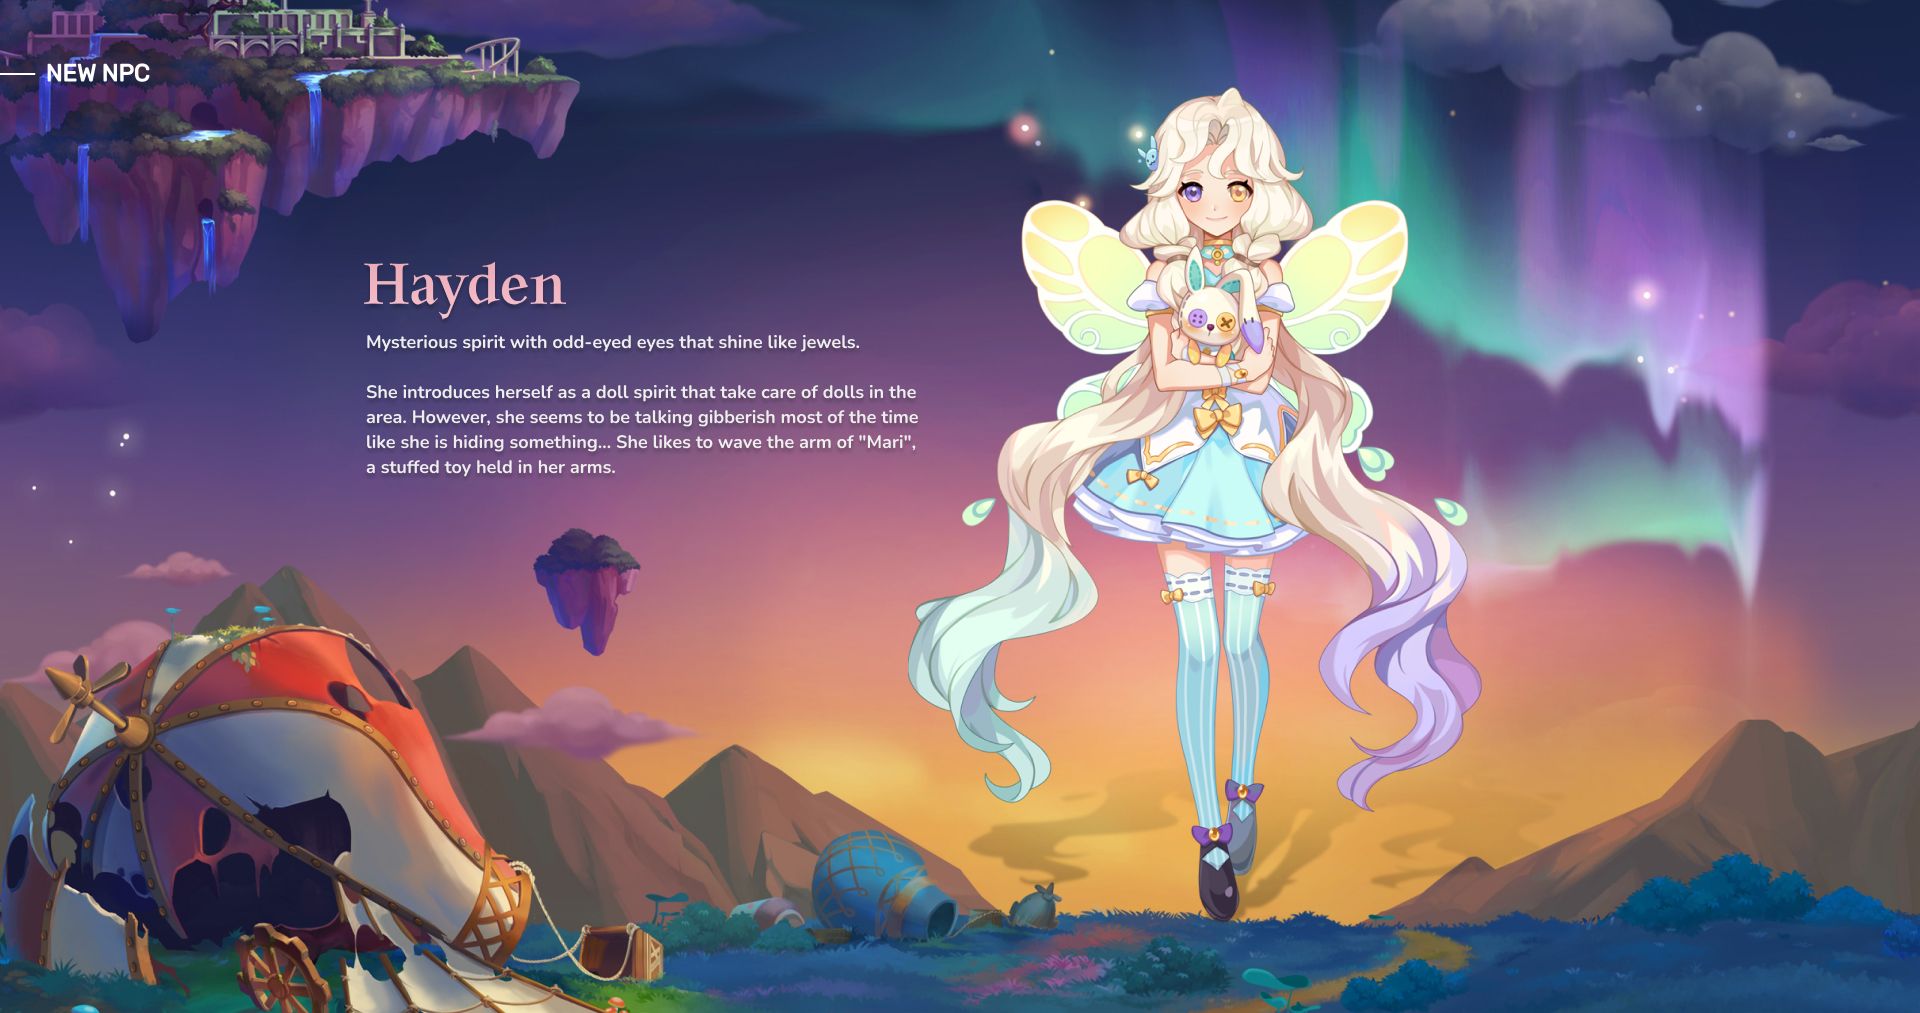 NEW NPC
Hayden
Mysterious spirit with odd-eyed eyes that shine like jewels.
She introduces herself as a doll spirit that take care of dolls in the
area. However, she seems to be talking gibberish most of the time
like she is hiding something... She likes to wave the arm of "Mari",
a stuffed toy held in her arms.